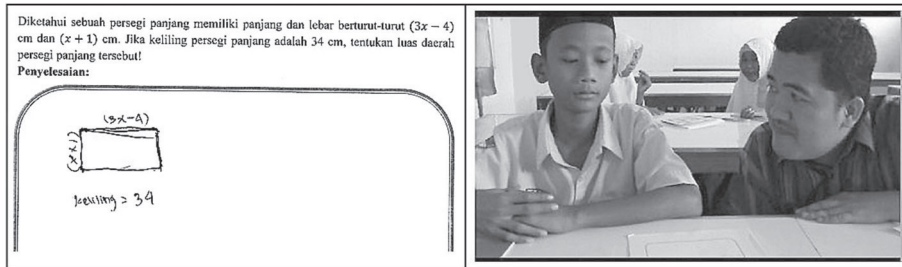 Diketahui sebuah persegi panjang memiliki panjang dan lebar berturut-turut (3x − 4)
cm dan (x + 1) cm. Jika keliling persegi panjang adalah 34 cm, tentukan luas daerah
persegi panjang tersebut!
Penyelesaian:
(3x-4)
(x+1)
keliling = 34